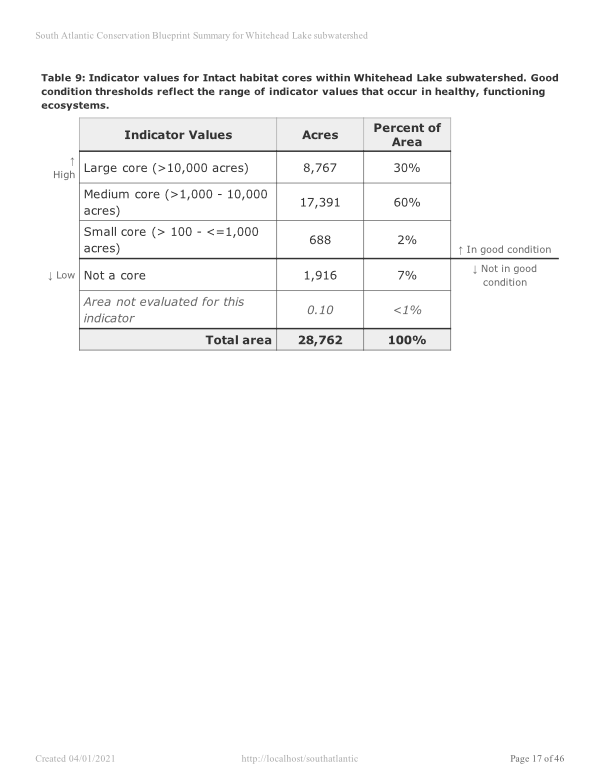 South Atlantic Conservation Blueprint Summary for Whitehead Lake subwatershed
Table 9: Indicator values for Intact habitat cores within Whitehead Lake subwatershed. Good
condition thresholds reflect the range of indicator values that occur in healthy, functioning
ecosystems.
Indicator Values Acres Percent of
Area
↑
High
Large core (>10,000 acres) 8,767 30%
Medium core (>1,000 - 10,000
acres) 17,391 60%
Small core (> 100 - <=1,000
acres) 688 2%
↑ In good condition
↓ Low Not a core 1,916 7%
↓ Not in good
condition
Area not evaluated for this
indicator 0.10 <1%
Total area 28,762 100%
Created 04/01/2021 http://localhost/southatlantic Page 17 of 46